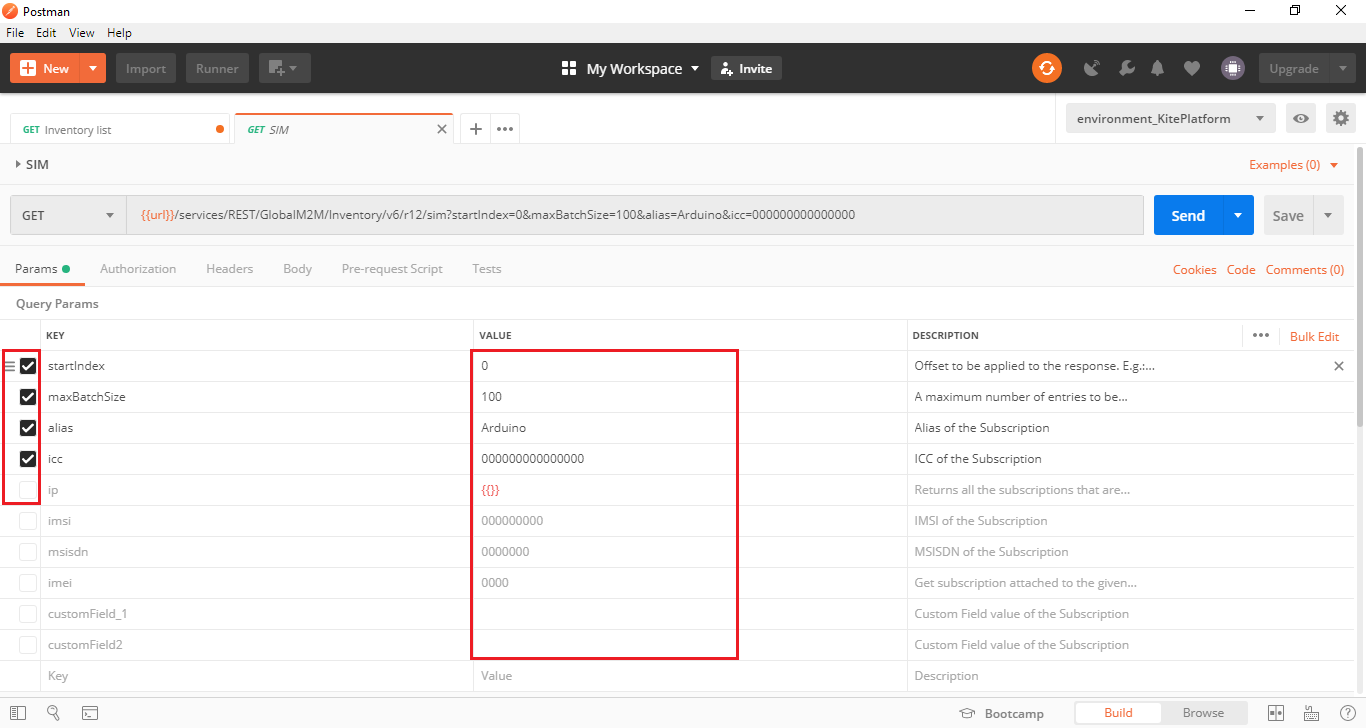 Postman
File Edit View Help
New Import Runner My Workspace Invite Upgrade
GET Inventory list GET SIM environment_KitePlatform
SIM Examples (0)
GET {{url}}/services/REST/GlobalM2M/Inventory/v6/r12/sim?startIndex=0&maxBatchSize=100&alias=Arduino&icc=000000000000000 Send Save
Params Authorization Headers Body Pre-request Script Tests Cookies Code Comments (0)
Query Params
KEY VALUE DESCRIPTION Bulk Edit
startIndex 0 Offset to be applied to the response. E.g.:...
maxBatchSize 100 A maximum number of entries to be...
alias Arduino Alias of the Subscription
icc 000000000000000 ICC of the Subscription
ip {{}} Returns all the subscriptions that are...
imsi 000000000 IMSI of the Subscription
msisdn 0000000 MSISDN of the Subscription
imei 0000 Get subscription attached to the given...
customField_1 Custom Field value of the Subscription
customField2 Custom Field value of the Subscription
Key Value Description
Bootcamp Build Browse